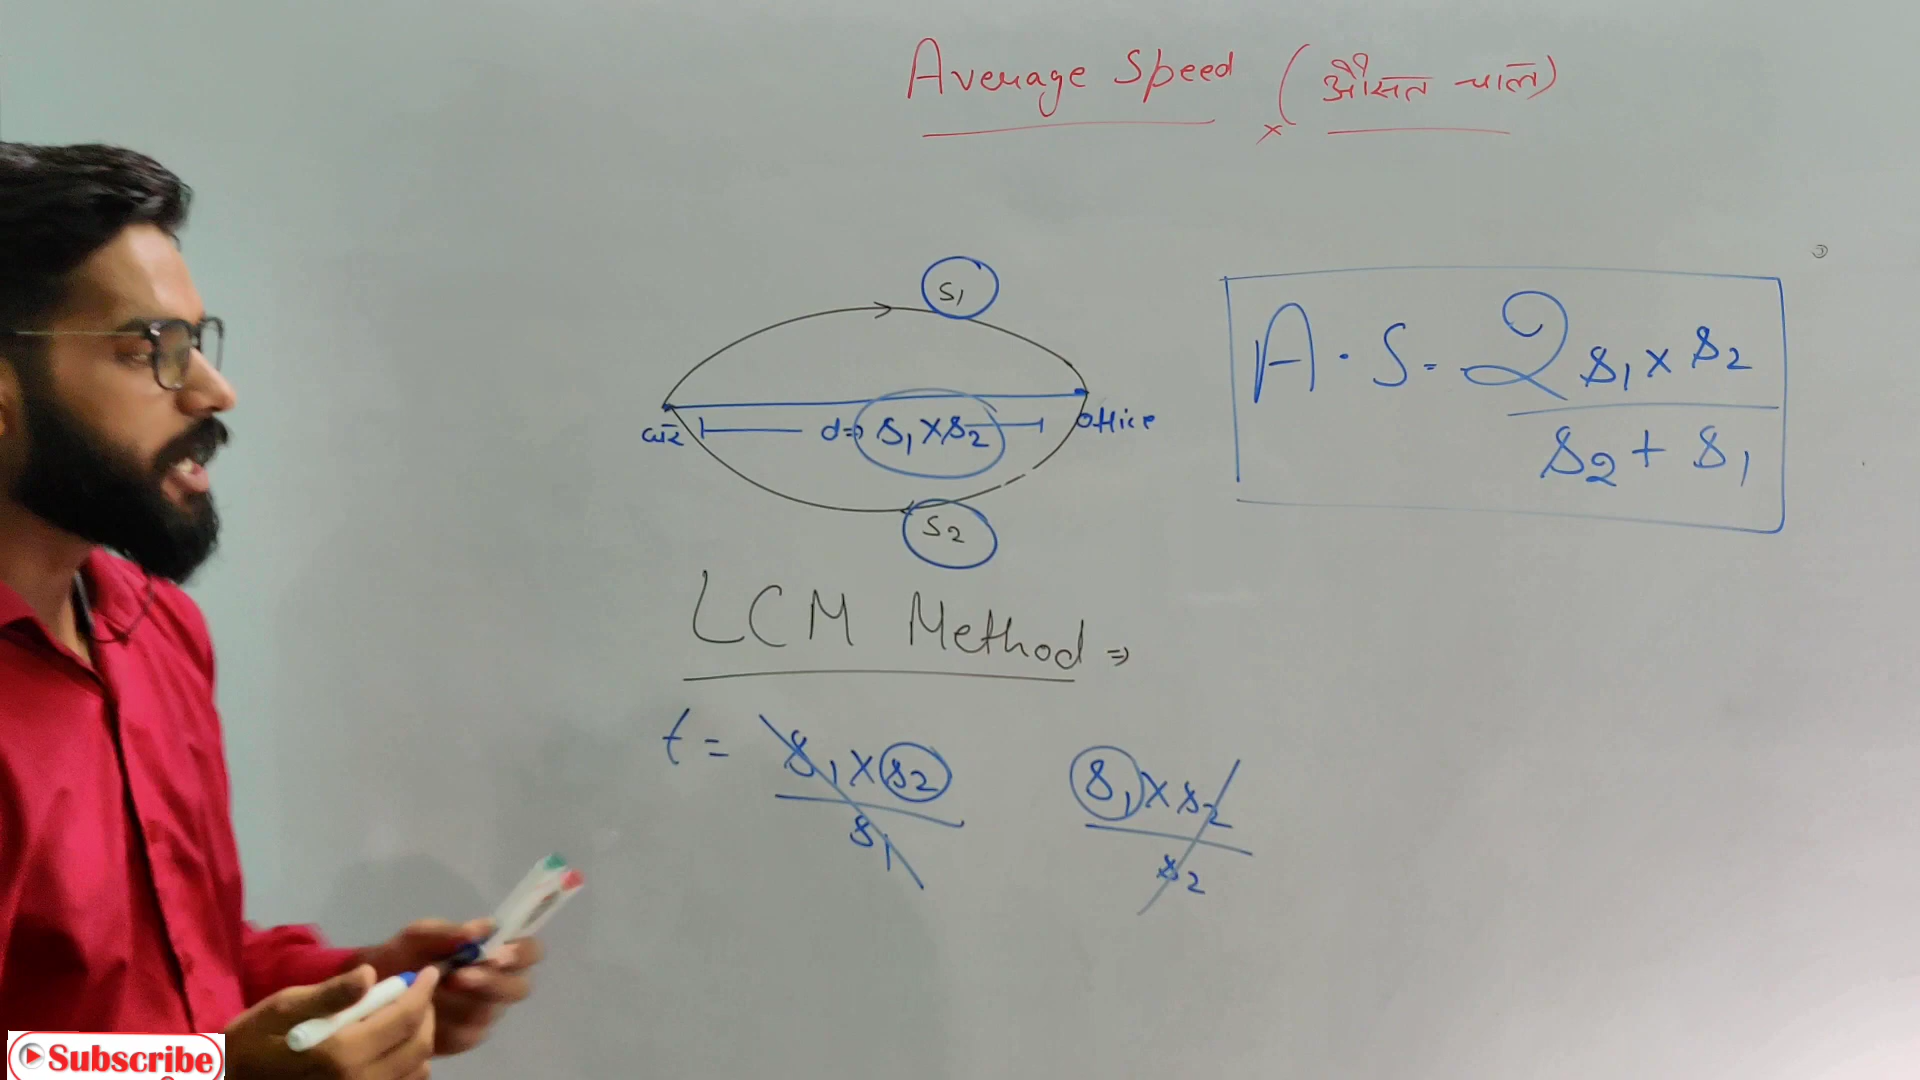 Average Speed (औसत चाल)
×
S₁
A.S = 2 S₁ × S₂
S₂ + S₁
घर d⇒ S₁ × S₂ Office
S₂
LCM Method ⇒
t = S₁ × S₂ S₁ × S₂
S₁ S₂
Subscribe